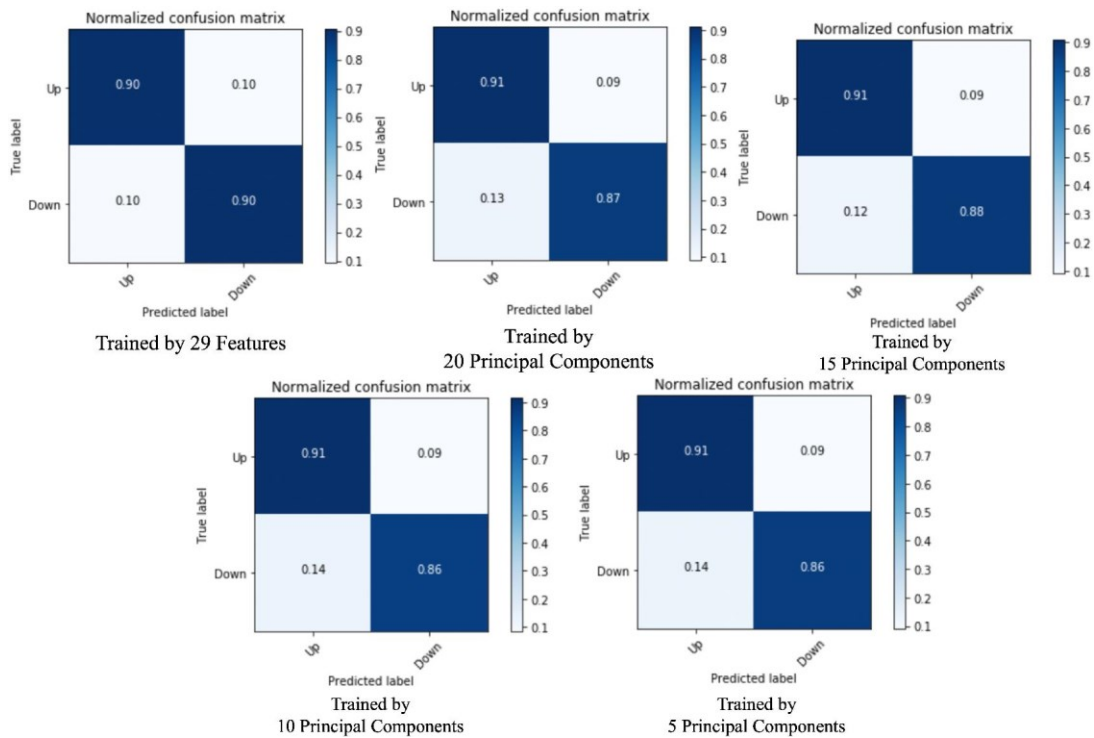 Normalized confusion matrix
True label
Up
Down
0.90
0.10
0.10
0.90
Up
Down
Predicted label
0.9
0.8
0.7
0.6
0.5
0.4
0.3
0.2
0.1
Trained by 29 Features
Normalized confusion matrix
True label
Up
Down
0.91
0.09
0.13
0.87
Up
Down
Predicted label
0.9
0.8
0.7
0.6
0.5
0.4
0.3
0.2
0.1
Trained by
20 Principal Components
Normalized confusion matrix
True label
Up
Down
0.91
0.09
0.12
0.88
Up
Down
Predicted label
0.9
0.8
0.7
0.6
0.5
0.4
0.3
0.2
0.1
Trained by
15 Principal Components
Normalized confusion matrix
True label
Up
Down
0.91
0.09
0.14
0.86
Up
Down
Predicted label
0.9
0.8
0.7
0.6
0.5
0.4
0.3
0.2
0.1
Trained by
10 Principal Components
Normalized confusion matrix
True label
Up
Down
0.91
0.09
0.14
0.86
Up
Down
Predicted label
0.9
0.8
0.7
0.6
0.5
0.4
0.3
0.2
0.1
Trained by
5 Principal Components